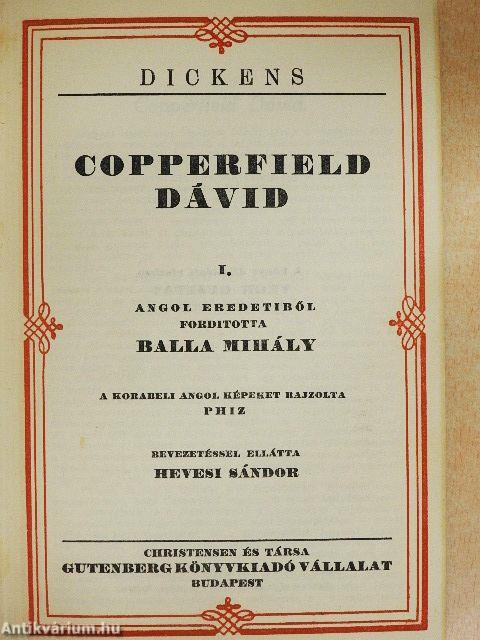 DICKENS
COPPERFIELD
DÁVID
I.
ANGOL EREDETIBŐL
FORDITOTTA
BALLA MIHÁLY
A KORABELI ANGOL KÉPEKET RAJZOLTA
PHIZ
BEVEZETÉSSEL ELLÁTTA
HEVESI SÁNDOR
CHRISTENSEN ÉS TÁRSA
GUTENBERG KÖNYVKIADÓ VÁLLALAT
BUDAPEST
Antikvárium.hu